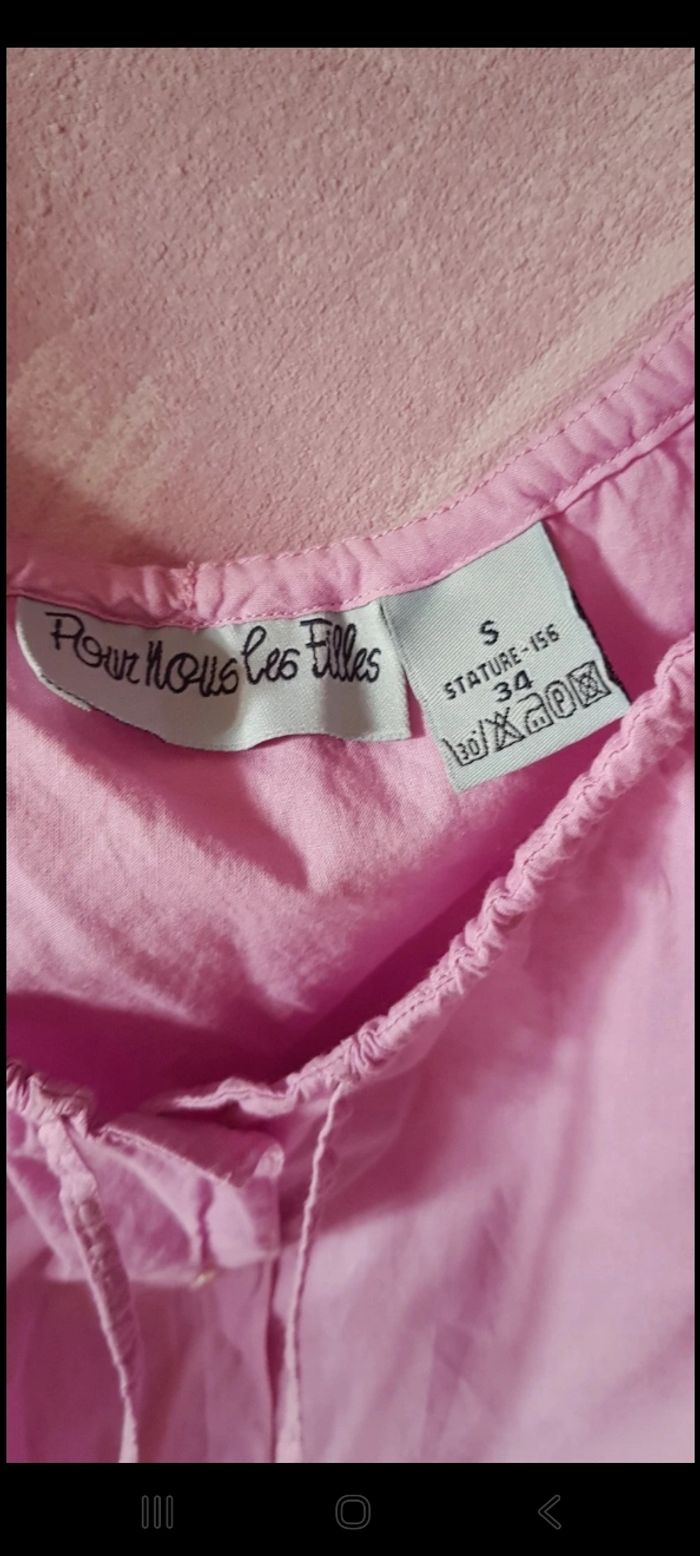 Pour Nous les Filles
S
STATURE-156
34
30° P